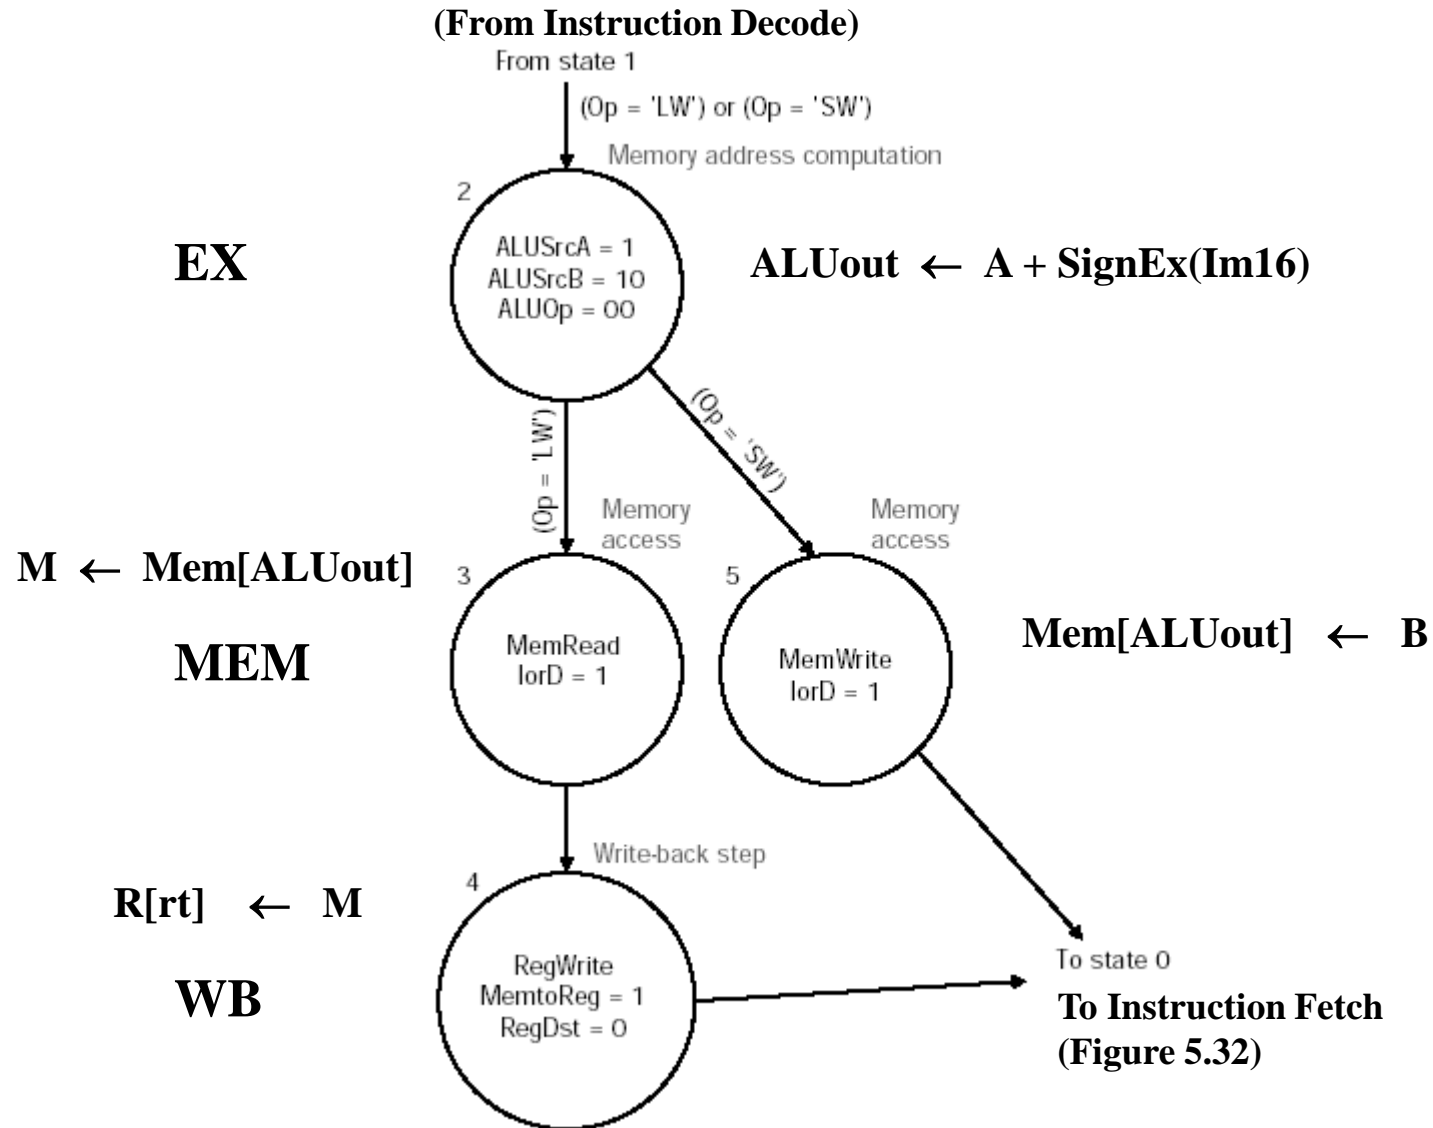 (From Instruction Decode)
From state 1
(Op = 'LW') or (Op = 'SW')
Memory address computation
2
EX
ALUSrcA = 1
ALUSrcB = 10
ALUOp = 00
ALUout ← A + SignEx(Im16)
(Op = 'LW')
(Op = 'SW')
Memory
access
Memory
access
M ← Mem[ALUout]
3
5
MEM
MemRead
IorD = 1
MemWrite
IorD = 1
Mem[ALUout] ← B
Write-back step
4
R[rt] ← M
WB
RegWrite
MemtoReg = 1
RegDst = 0
To state 0
To Instruction Fetch
(Figure 5.32)